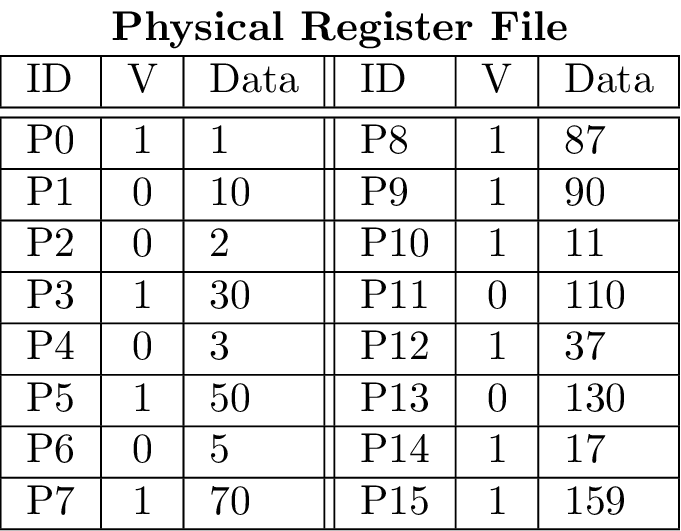 Physical Register File
ID V Data ID V Data
P0 1 1 P8 1 87
P1 0 10 P9 1 90
P2 0 2 P10 1 11
P3 1 30 P11 0 110
P4 0 3 P12 1 37
P5 1 50 P13 0 130
P6 0 5 P14 1 17
P7 1 70 P15 1 159